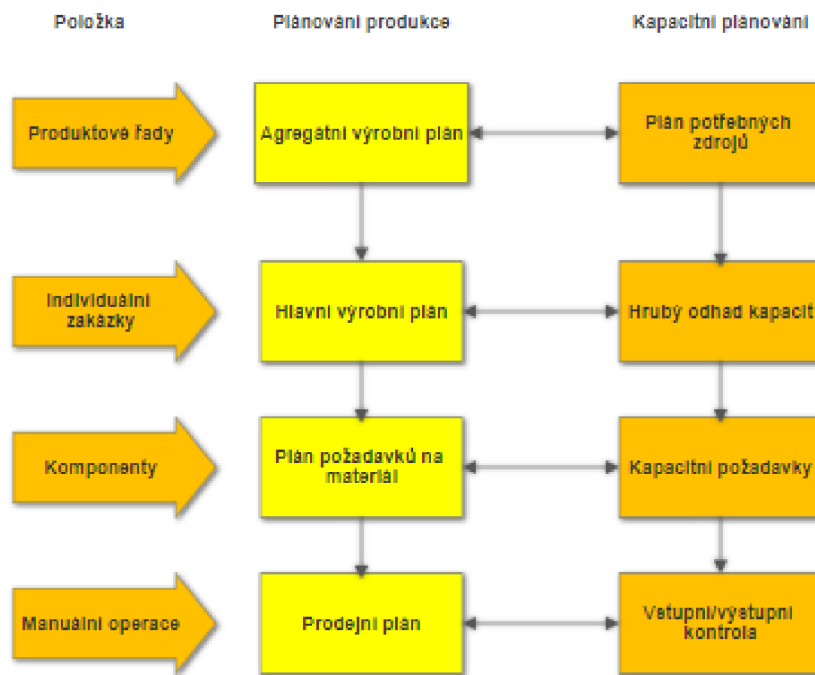 Položka
Plánování produkce
Kapacitní plánování
Produktové řady
Agregátní výrobní plán
Plán potřebných
zdrojů
Individuální
zakázky
Hlavní výrobní plán
Hrubý odhad kapacit
Komponenty
Plán požadavků na
materiál
Kapacitní požadavky
Manuální operace
Prodejní plán
Vstupní/výstupní
kontrola